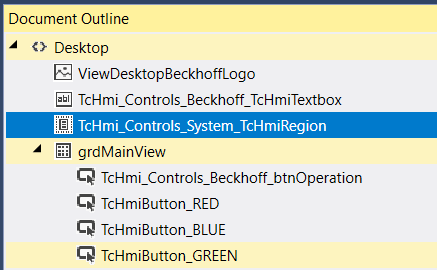 Document Outline
Desktop
ViewDesktopBeckhoffLogo
TcHmi_Controls_Beckhoff_TcHmiTextbox
TcHmi_Controls_System_TcHmiRegion
grdMainView
TcHmi_Controls_Beckhoff_btnOperation
TcHmiButton_RED
TcHmiButton_BLUE
TcHmiButton_GREEN